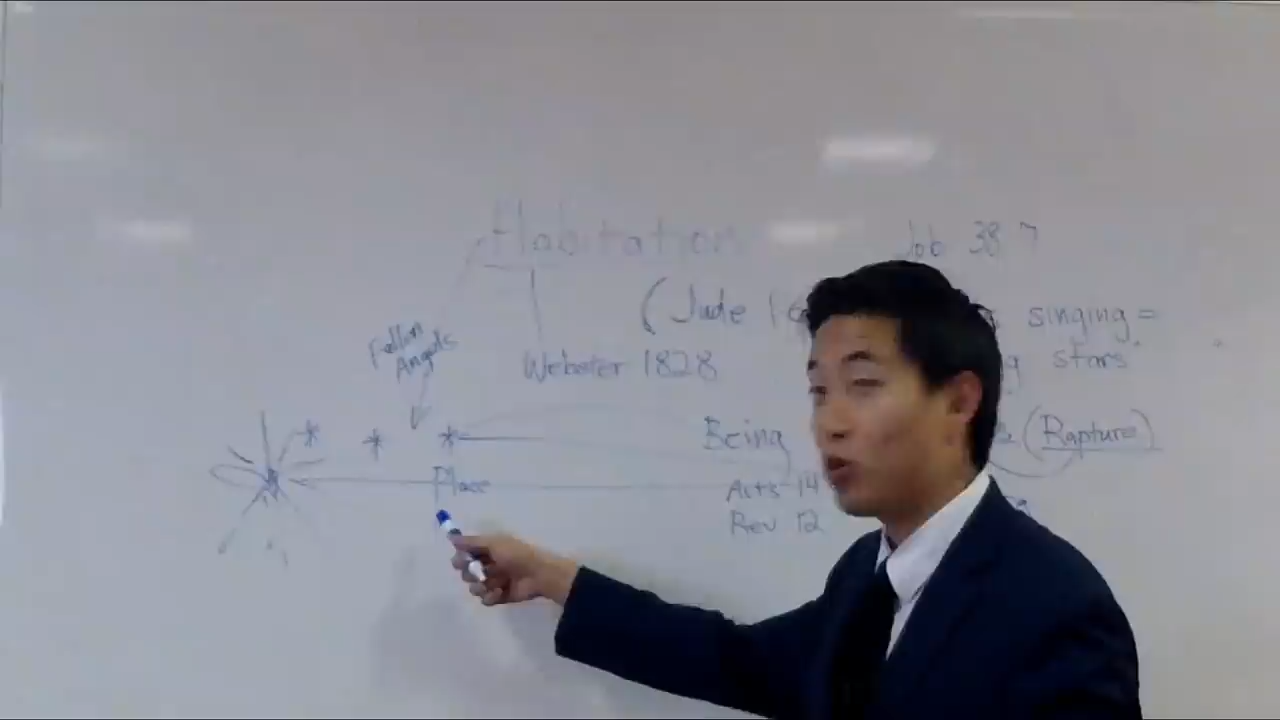 Habitation
Job 38 7
(Jude 1 6
singing =
Fallen
Angels
Webster 1828
stars"
Being
(Rapture)
Place
Acts 14
Rev 12